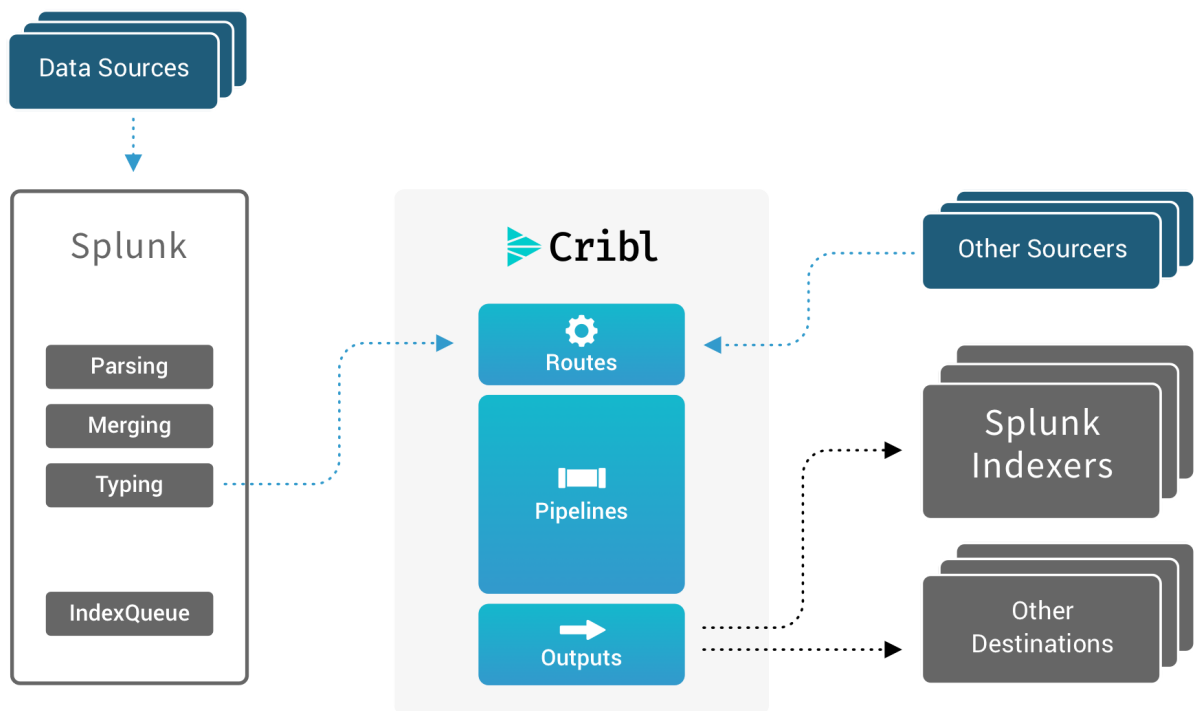 Data Sources
Splunk
Parsing
Merging
Typing
IndexQueue
Cribl
Routes
Pipelines
Outputs
Other Sourcers
Splunk
Indexers
Other
Destinations